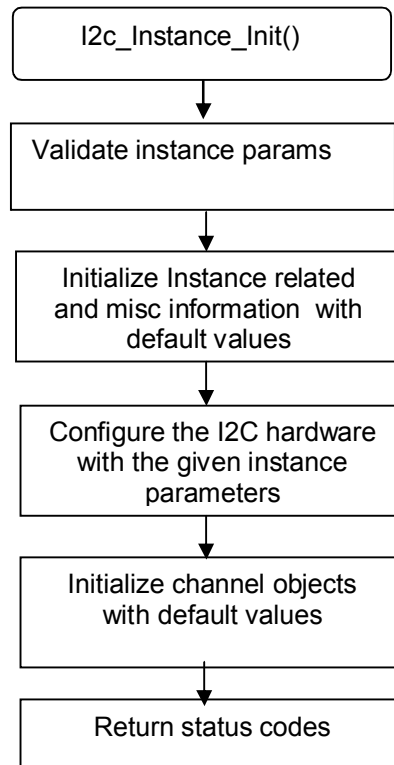 I2c_Instance_Init()
Validate instance params
Initialize Instance related
and misc information with
default values
Configure the I2C hardware
with the given instance
parameters
Initialize channel objects
with default values
Return status codes